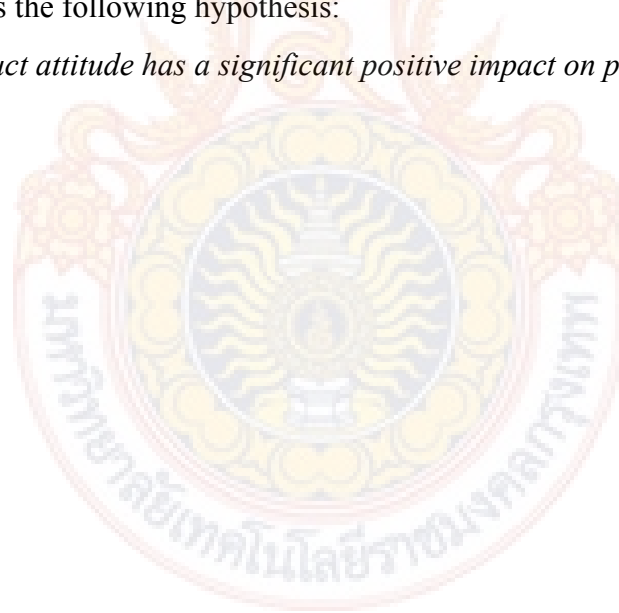 s the following hypothesis:
uct attitude has a significant positive impact on p
มหาวิทยาลัยเทคโนโลยีราชมงคลกรุงเทพ